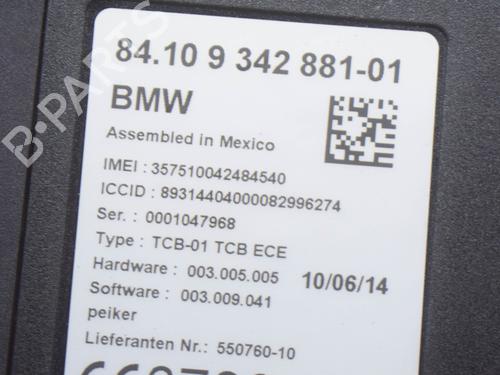 84.10 9 342 881-01
BMW
Assembled in Mexico
IMEI : 357510042484540
ICCID : 89314404000082996274
Ser. : 0001047968
Type : TCB-01 TCB ECE
Hardware : 003.005.005
10/06/14
Software : 003.009.041
peiker
Lieferanten Nr.: 550760-10
B-PARTS